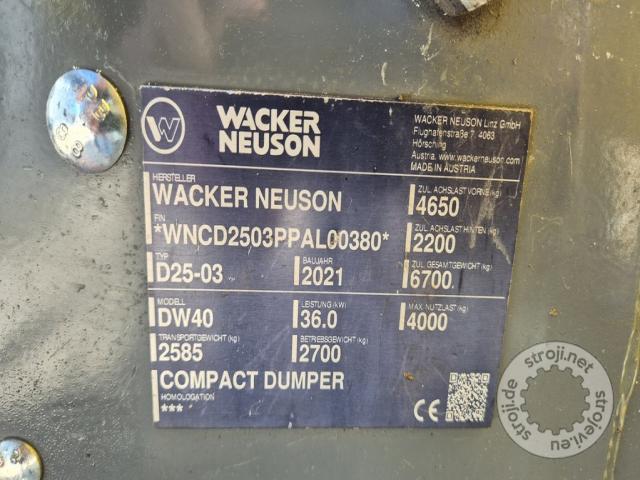 WACKER
NEUSON
WACKER NEUSON Linz GmbH
Flughafenstraße 7, 4063
Hörsching
Austria, www.wackerneuson.com
MADE IN AUSTRIA
HERSTELLER
WACKER NEUSON
ZUL. ACHSLAST VORNE (kg)
4650
FIN
*WNCD2503PPAL00380*
ZUL. ACHSLAST HINTEN (kg)
2200
TYP
D25-03
BAUJAHR
2021
ZUL. GESAMTGEWICHT (kg)
6700
MODELL
DW40
LEISTUNG (kW)
36.0
MAX. NUTZLAST (kg)
4000
TRANSPORTGEWICHT (kg)
2585
BETRIEBSGEWICHT (kg)
2700
COMPACT DUMPER
HOMOLOGATION
***
CE
stroji.net
stroji.de
strojevi.eu